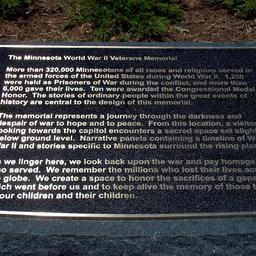 The Minnesota World War II Veterans Memorial
More than 320,000 Minnesotans of all races and religions served in
the armed forces of the United States during World War II. 1,250
were held as Prisoners of War during the conflict, and more than
6,000 gave their lives. Ten were awarded the Congressional Medal
Honor. The stories of ordinary people within the great events of
history are central to the design of this memorial.
The memorial represents a journey through the darkness and
despair of war to hope and to peace. From this location, a visitor
ooking towards the capitol encounters a sacred space set slight
elow ground level. Narrative panels containing a timeline of W
ar II and stories specific to Minnesota surround the rising pla
s we linger here, we look back upon the war and pay homage
ho served. We remember the millions who lost their lives acr
globe. We create a space to honor the sacrifices of a gene
ich went before us and to keep alive the memory of those t
our children and their children.